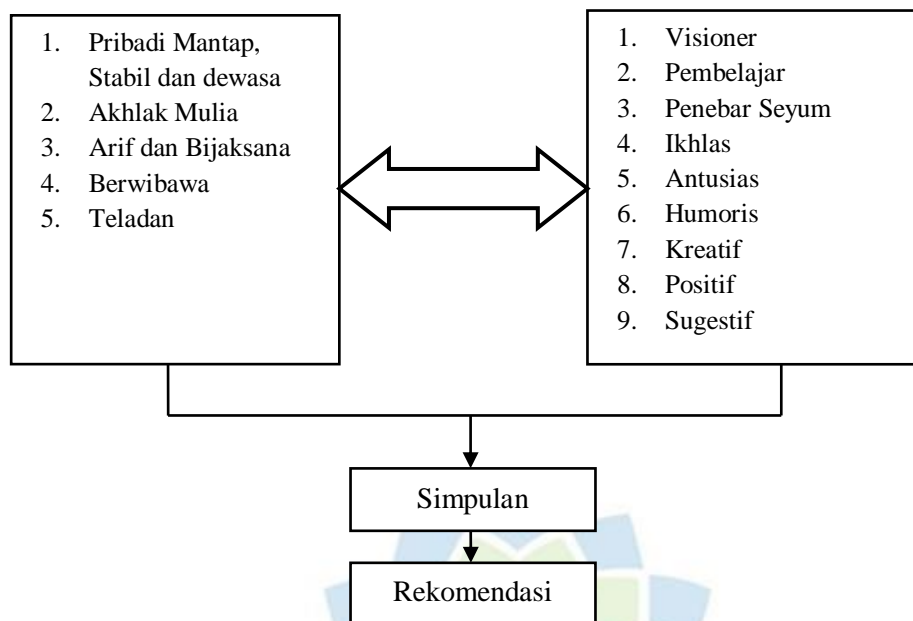 1. Pribadi Mantap,
Stabil dan dewasa
2. Akhlak Mulia
3. Arif dan Bijaksana
4. Berwibawa
5. Teladan
1. Visioner
2. Pembelajar
3. Penebar Seyum
4. Ikhlas
5. Antusias
6. Humoris
7. Kreatif
8. Positif
9. Sugestif
Simpulan
Rekomendasi